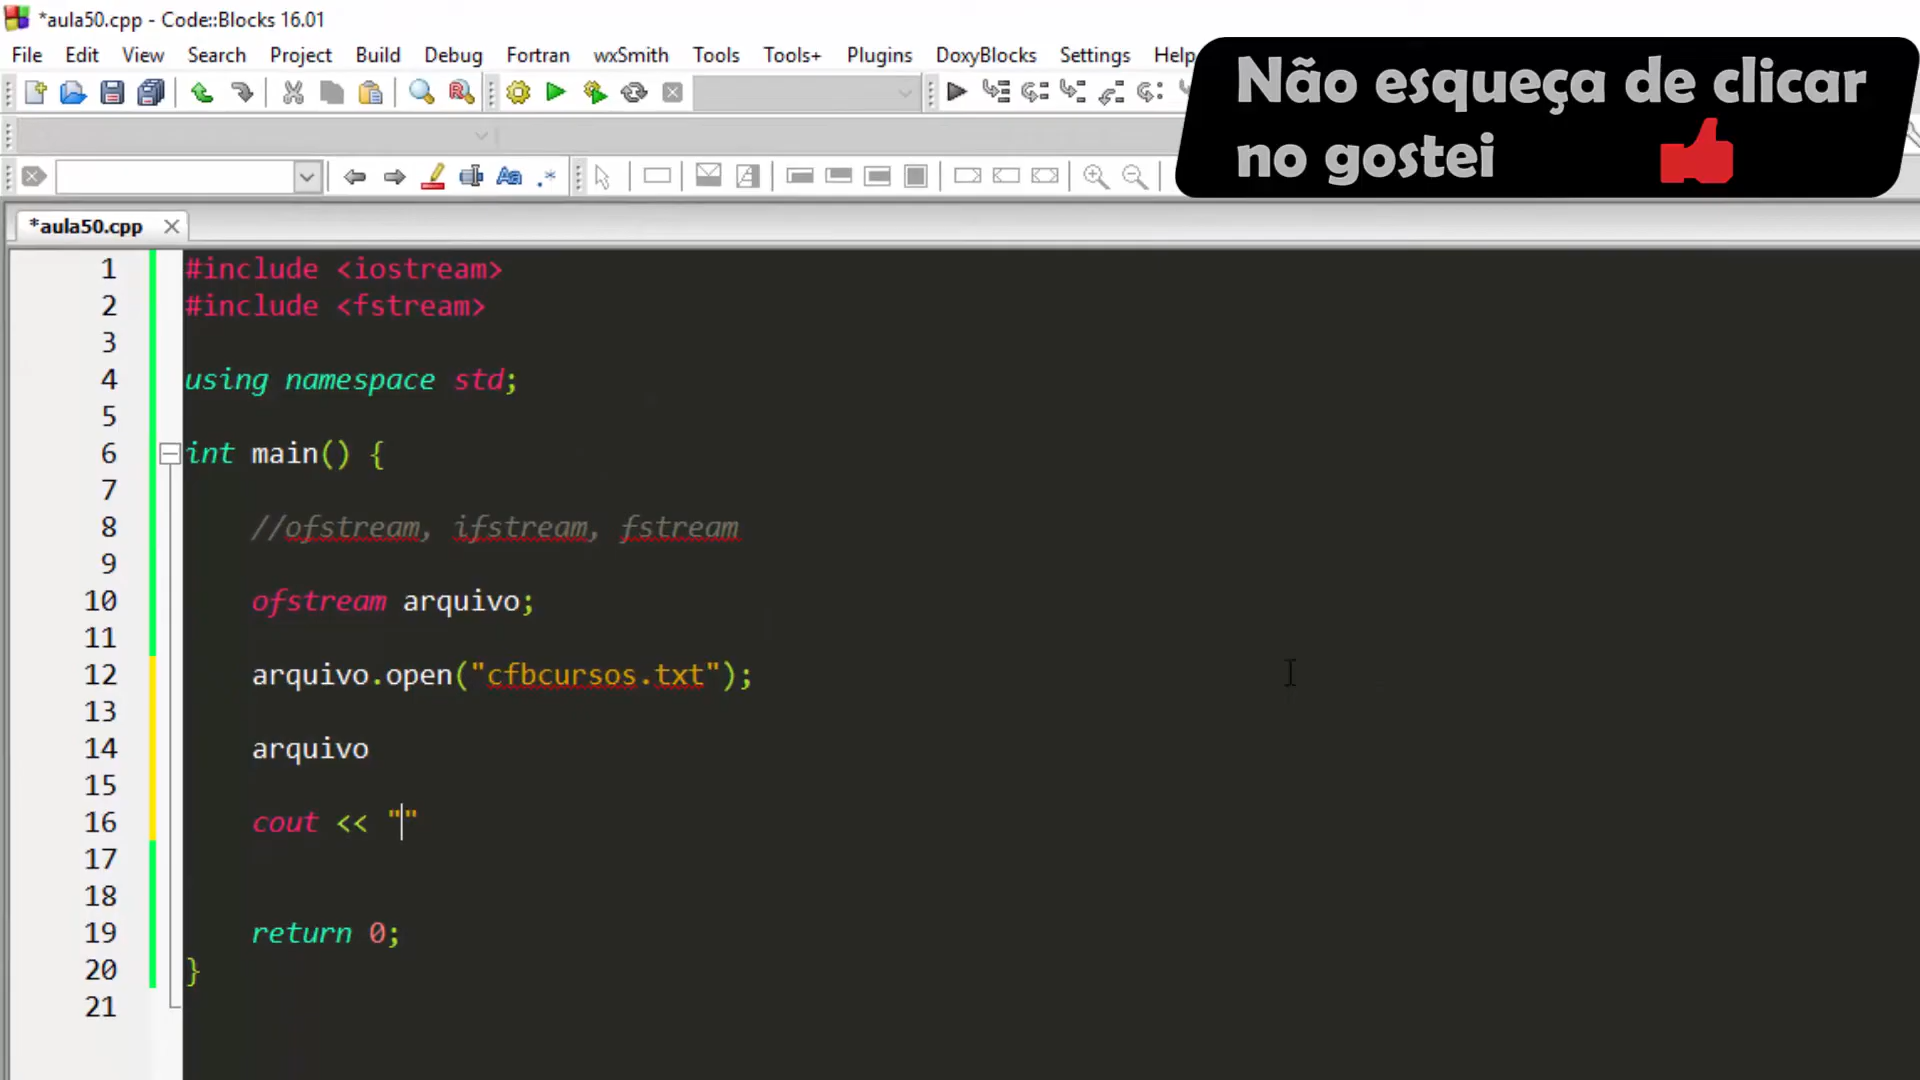 *aula50.cpp - Code::Blocks 16.01
File Edit View Search Project Build Debug Fortran wxSmith Tools Tools+ Plugins DoxyBlocks Settings Help
Não esqueça de clicar
no gostei
*aula50.cpp
1 #include <iostream>
2 #include <fstream>
3
4 using namespace std;
5
6 int main() {
7
8 //ofstream, ifstream, fstream
9
10 ofstream arquivo;
11
12 arquivo.open("cfbcursos.txt");
13
14 arquivo
15
16 cout << ""
17
18
19 return 0;
20 }
21